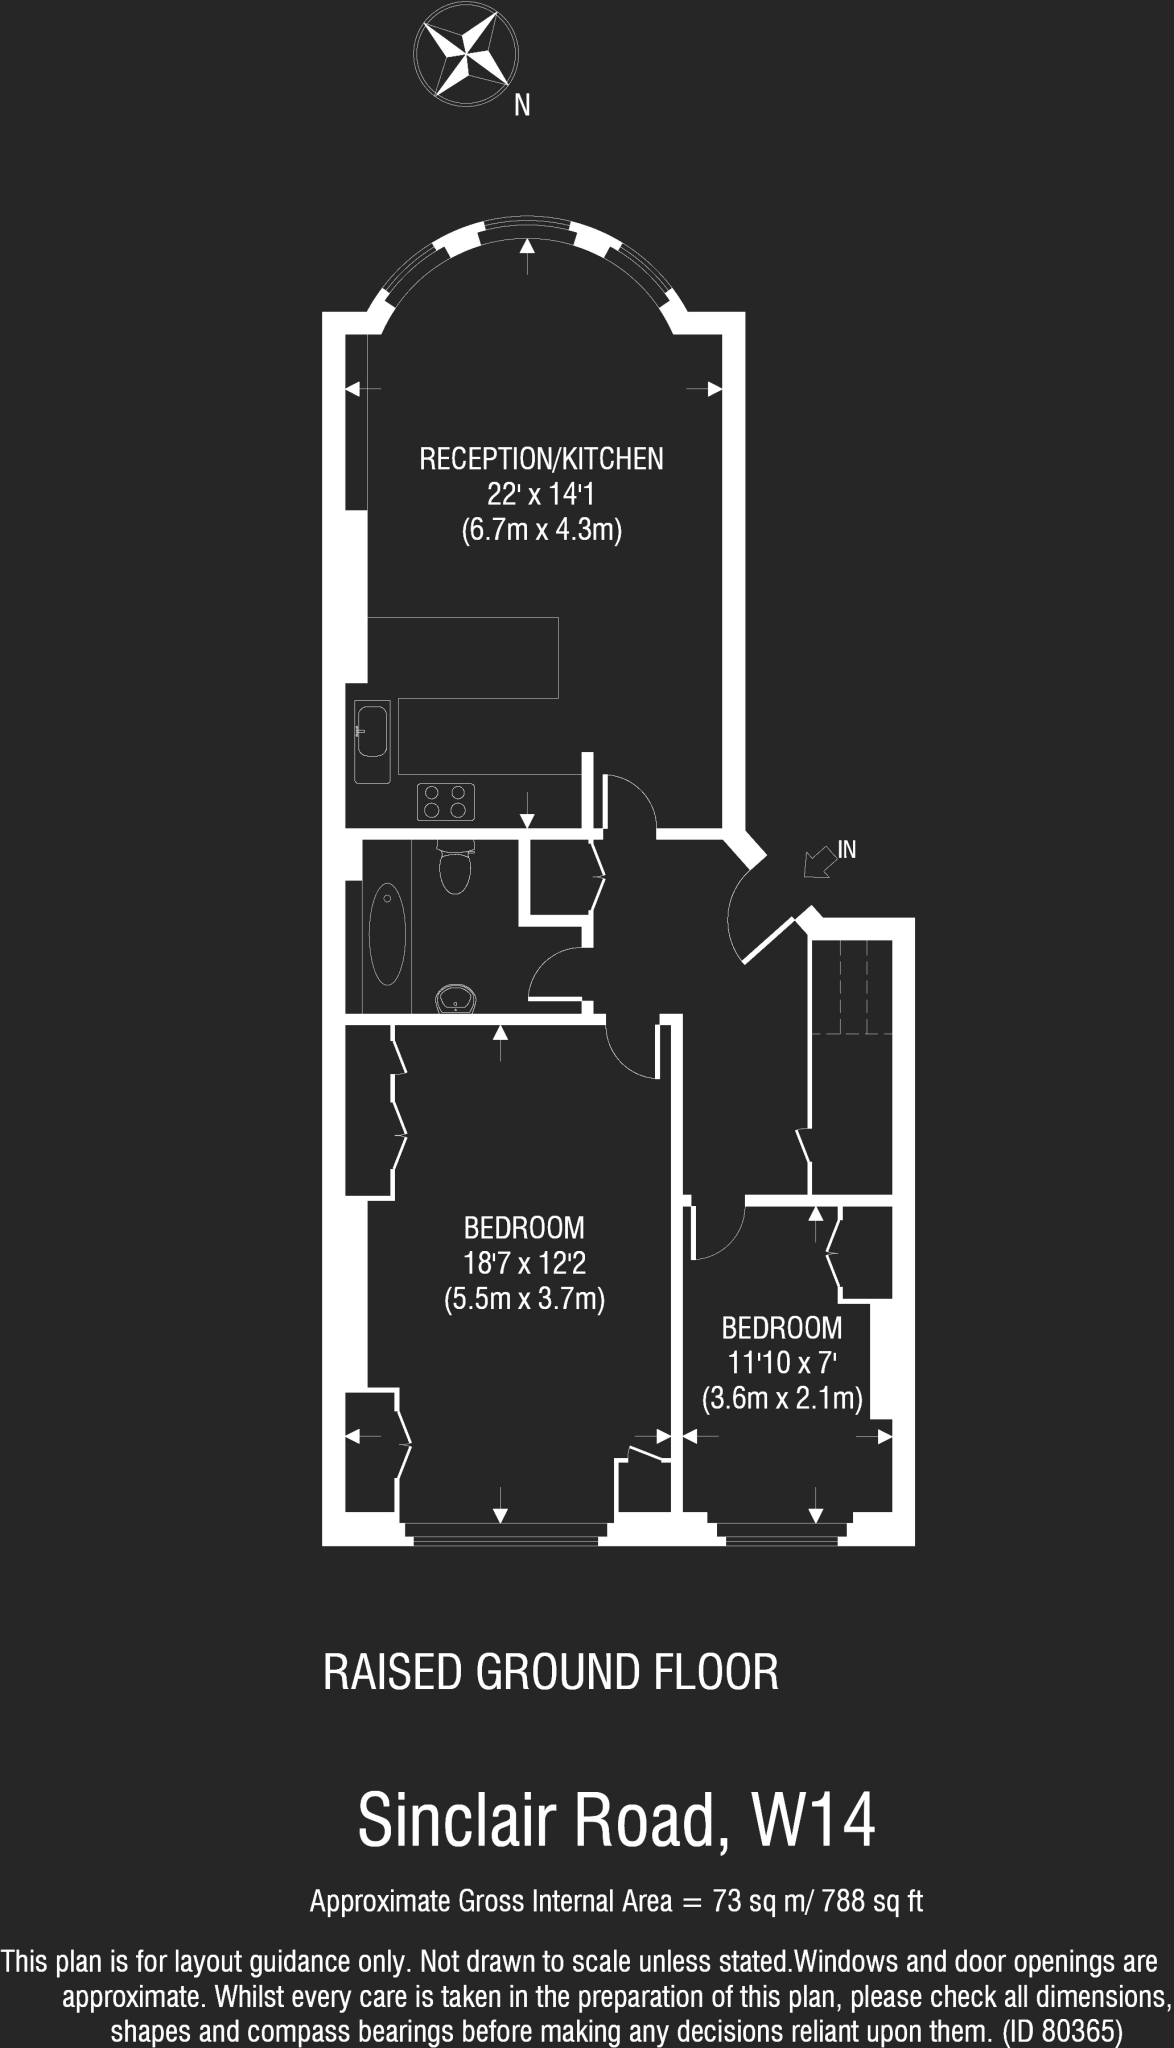 N
RECEPTION/KITCHEN
22' x 14'1
(6.7m x 4.3m)
IN
BEDROOM
18'7 x 12'2
(5.5m x 3.7m)
BEDROOM
11'10 x 7'
(3.6m x 2.1m)
RAISED GROUND FLOOR
Sinclair Road, W14
Approximate Gross Internal Area = 73 sq m/ 788 sq ft
This plan is for layout guidance only. Not drawn to scale unless stated.Windows and door openings are
approximate. Whilst every care is taken in the preparation of this plan, please check all dimensions,
shapes and compass bearings before making any decisions reliant upon them. (ID 80365)